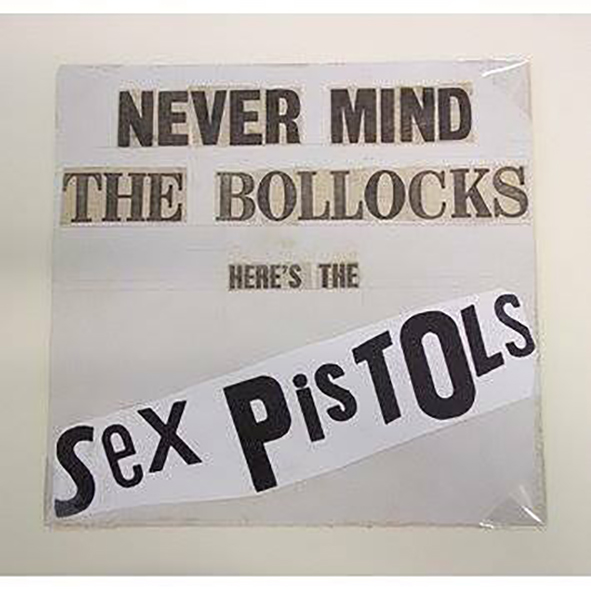 NEVER MIND
THE BOLLOCKS
HERE'S THE
Sex PisTOLS